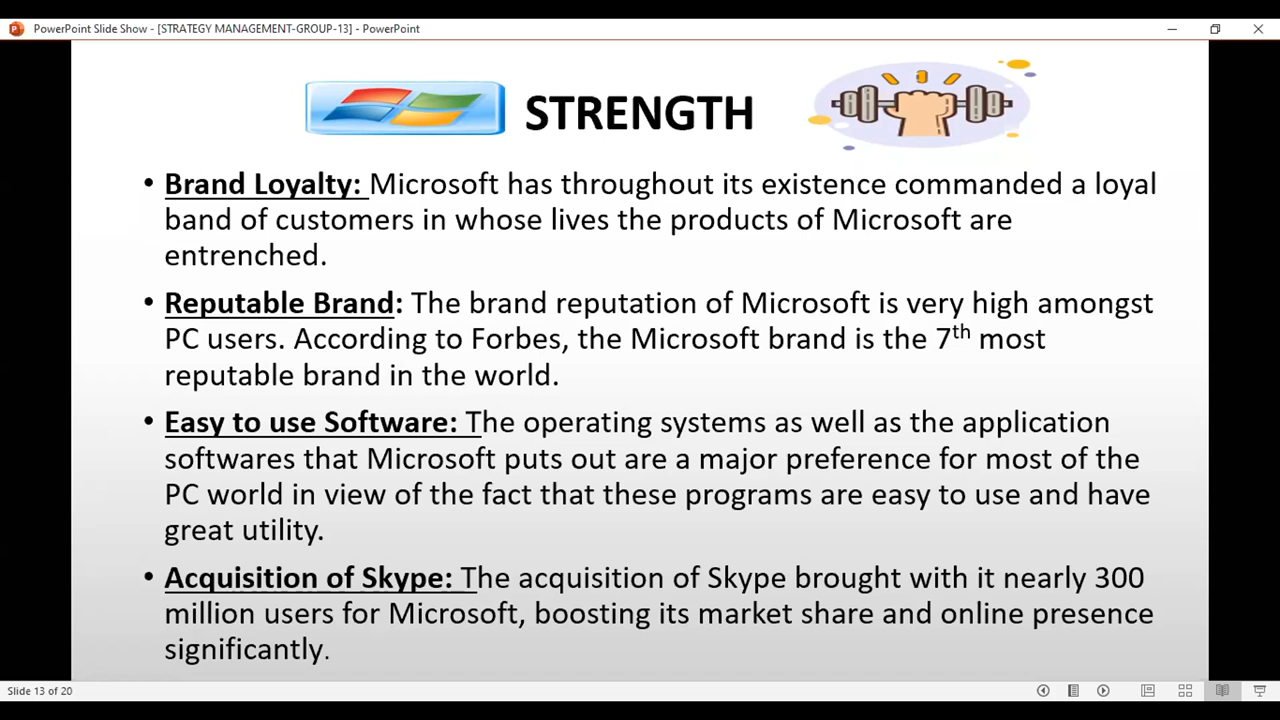 PowerPoint Slide Show - [STRATEGY MANAGEMENT-GROUP-13] - PowerPoint
STRENGTH
• Brand Loyalty: Microsoft has throughout its existence commanded a loyal
band of customers in whose lives the products of Microsoft are
entrenched.
• Reputable Brand: The brand reputation of Microsoft is very high amongst
PC users. According to Forbes, the Microsoft brand is the 7th most
reputable brand in the world.
• Easy to use Software: The operating systems as well as the application
softwares that Microsoft puts out are a major preference for most of the
PC world in view of the fact that these programs are easy to use and have
great utility.
• Acquisition of Skype: The acquisition of Skype brought with it nearly 300
million users for Microsoft, boosting its market share and online presence
significantly.
Slide 13 of 20